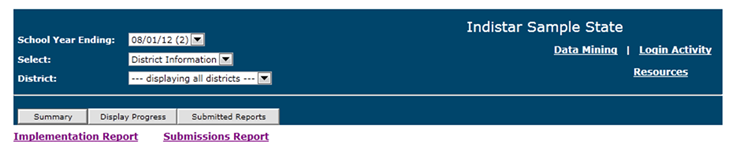 Indistar Sample State
School Year Ending: 08/01/12 (2)
Data Mining | Login Activity
Select: District Information
Resources
District: --- displaying all districts ---
Summary Display Progress Submitted Reports
Implementation Report Submissions Report